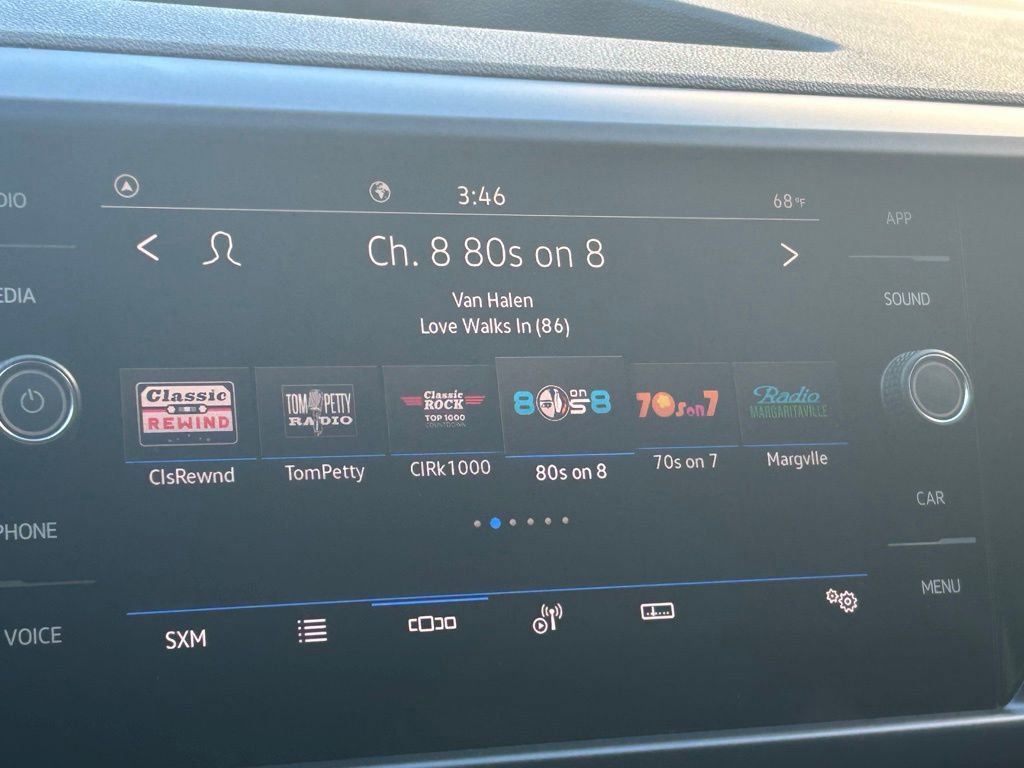 3:46
68°F
DIO
APP
Ch. 8 80s on 8
EDIA
SOUND
Van Halen
Love Walks In (86)
Classic
REWIND
TOM PETTY
RADIO
Classic
ROCK
TOP 1000
COUNTDOWN
8 on 8
70s on 7
Radio
MARGARITAVILLE
ClsRewnd
TomPetty
ClRk1000
80s on 8
70s on 7
Margvlle
CAR
PHONE
MENU
VOICE
SXM